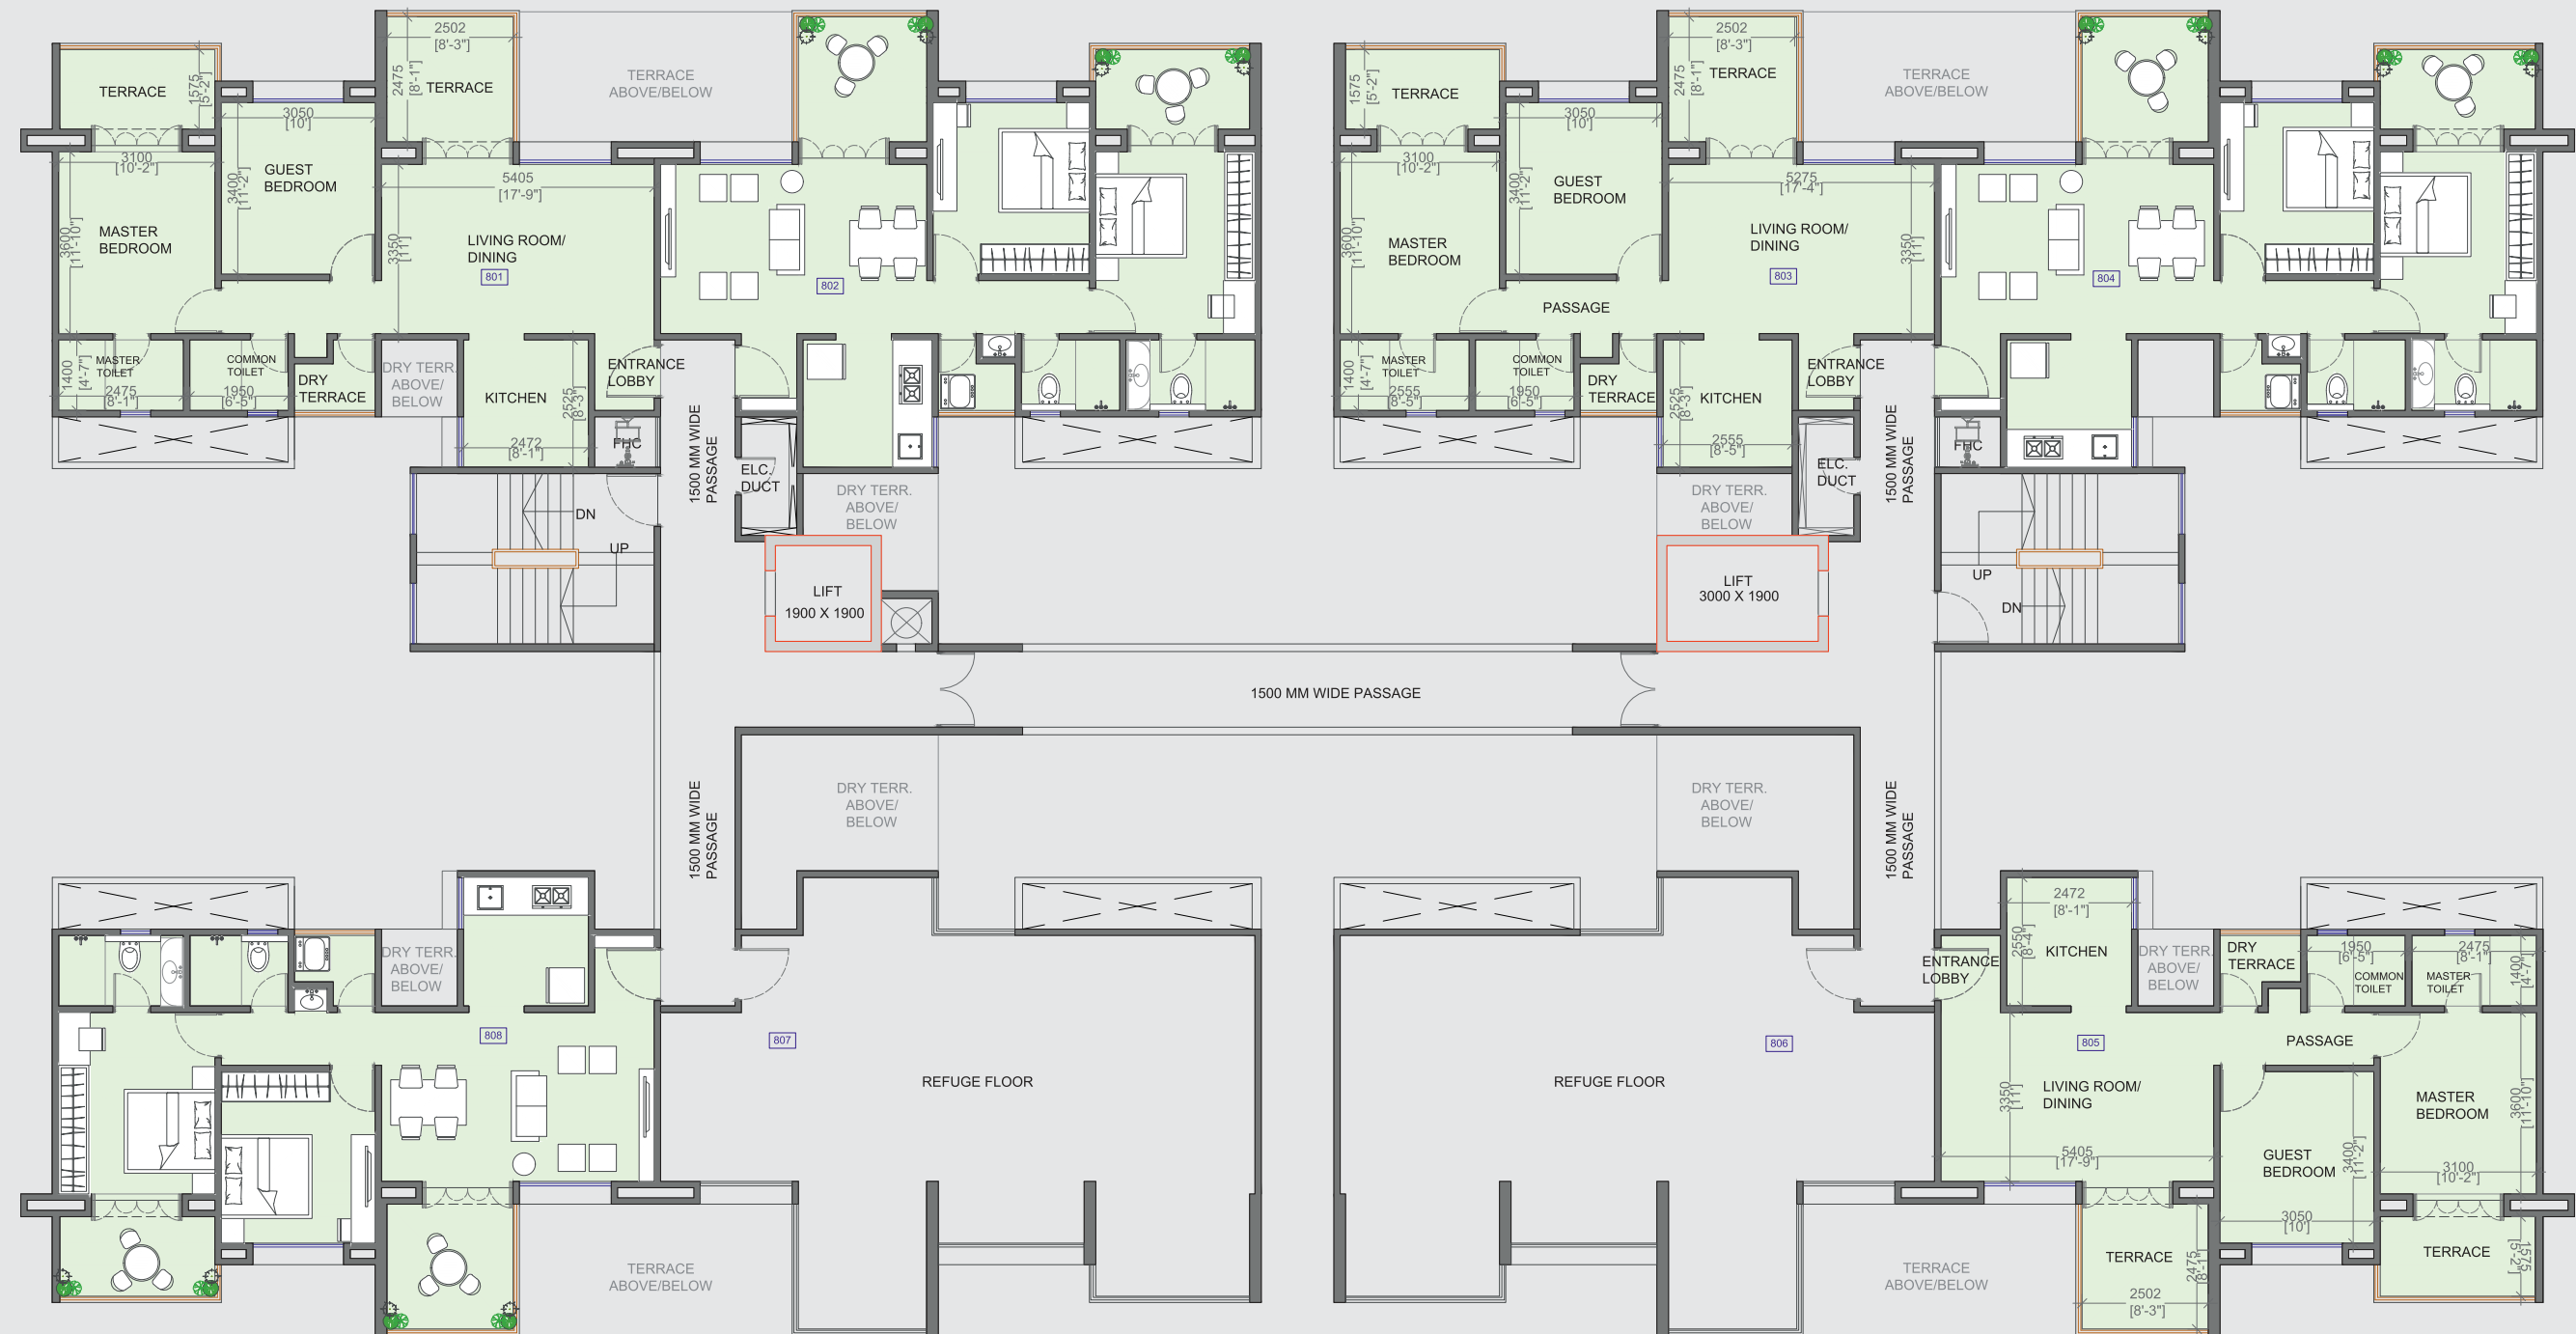 TERRACE
1575
[5'-2"]
2502
[8'-3"]
2475
[8'-1"]
TERRACE
TERRACE
ABOVE/BELOW
3050
[10']
3100
[10'-2"]
GUEST
BEDROOM
3400
[11'-2"]
5405
[17'-9"]
MASTER
BEDROOM
3600
[11'-10"]
3350
[11']
LIVING ROOM/
DINING
801
802
MASTER
TOILET
1400
[4'-7"]
2475
[8'-1"]
COMMON
TOILET
1950
[6'-5"]
DRY
TERRACE
DRY TERR.
ABOVE/
BELOW
KITCHEN
2525
[8'-3"]
2472
[8'-1"]
ENTRANCE
LOBBY
FHC
1500 MM WIDE
PASSAGE
ELC.
DUCT
DRY TERR.
ABOVE/
BELOW
DN
UP
LIFT
1900 X 1900
TERRACE
1575
[5'-2"]
2502
[8'-3"]
2475
[8'-1"]
TERRACE
TERRACE
ABOVE/BELOW
3050
[10']
3100
[10'-2"]
GUEST
BEDROOM
3400
[11'-2"]
5275
[17'-4"]
MASTER
BEDROOM
3600
[11'-10"]
LIVING ROOM/
DINING
3350
[11']
803
804
PASSAGE
MASTER
TOILET
1400
[4'-7"]
2555
[8'-5"]
COMMON
TOILET
1950
[6'-5"]
DRY
TERRACE
KITCHEN
2525
[8'-3"]
2555
[8'-5"]
ENTRANCE
LOBBY
ELC.
DUCT
1500 MM WIDE
PASSAGE
FHC
DRY TERR.
ABOVE/
BELOW
LIFT
3000 X 1900
UP
DN
1500 MM WIDE PASSAGE
1500 MM WIDE
PASSAGE
DRY TERR.
ABOVE/
BELOW
DRY TERR.
ABOVE/
BELOW
1500 MM WIDE
PASSAGE
DRY TERR.
ABOVE/
BELOW
808
807
REFUGE FLOOR
TERRACE
ABOVE/BELOW
806
REFUGE FLOOR
TERRACE
ABOVE/BELOW
ENTRANCE
LOBBY
2472
[8'-1"]
2550
[8'-4"]
KITCHEN
DRY TERR.
ABOVE/
BELOW
DRY
TERRACE
1950
[6'-5"]
COMMON
TOILET
2475
[8'-1"]
MASTER
TOILET
1400
[4'-7"]
805
PASSAGE
LIVING ROOM/
DINING
3350
[11']
5405
[17'-9"]
MASTER
BEDROOM
3600
[11'-10"]
3100
[10'-2"]
GUEST
BEDROOM
3400
[11'-2"]
3050
[10']
TERRACE
2475
[8'-1"]
2502
[8'-3"]
TERRACE
1575
[5'-2"]